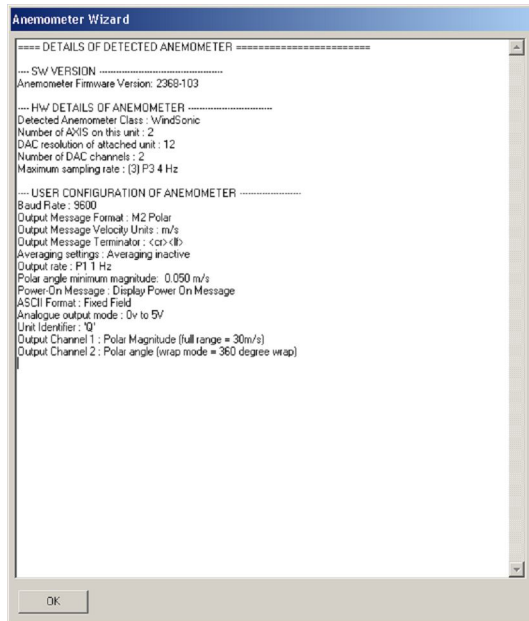 Anemometer Wizard
==== DETAILS OF DETECTED ANEMOMETER ========================
---- SW VERSION ------------------------------------------
Anemometer Firmware Version: 2368-103
---- HW DETAILS OF ANEMOMETER -----------------------------
Detected Anemometer Class : WindSonic
Number of AXIS on this unit : 2
DAC resolution of attached unit : 12
Number of DAC channels : 2
Maximum sampling rate : (3) P3 4 Hz
---- USER CONFIGURATION OF ANEMOMETER ---------------------
Baud Rate : 9600
Output Message Format : M2 Polar
Output Message Velocity Units : m/s
Output Message Terminator : <cr><lf>
Averaging settings : Averaging inactive
Output rate : P1 1 Hz
Polar angle minimum magnitude: 0.050 m/s
Power-On Message : Display Power On Message
ASCII Format : Fixed Field
Analogue output mode : 0v to 5V
Unit Identifier : 'Q'
Output Channel 1 : Polar Magnitude (full range = 30m/s)
Output Channel 2 : Polar angle (wrap mode = 360 degree wrap)
OK